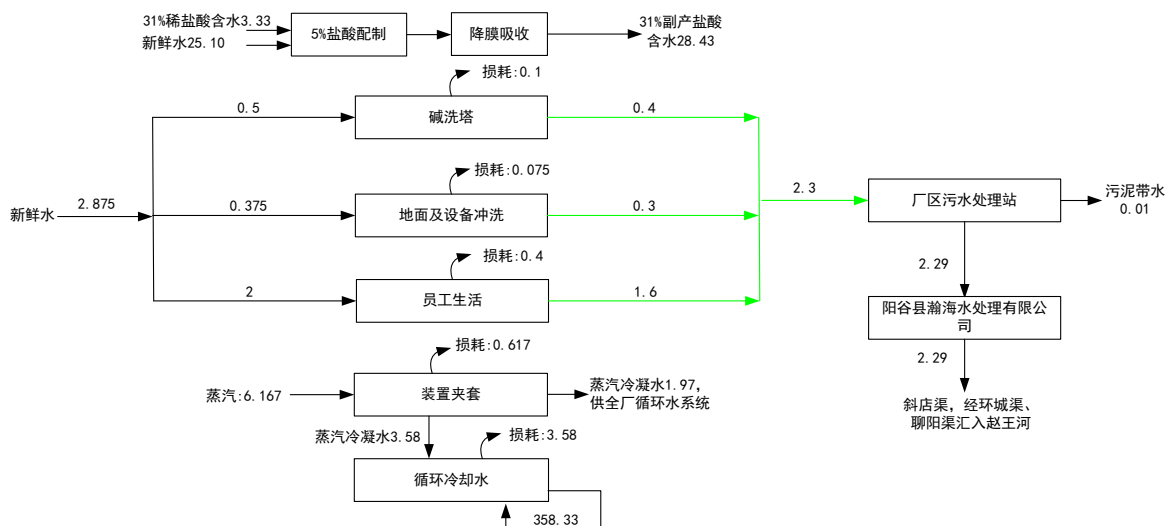 31%稀盐酸含水3.33
新鲜水25.10
5%盐酸配制
降膜吸收
31%副产盐酸
含水28.43
损耗:0.1
0.5
碱洗塔
0.4
损耗:0.075
新鲜水
2.875
0.375
地面及设备冲洗
0.3
2.3
厂区污水处理站
污泥带水
0.01
损耗:0.4
2
员工生活
1.6
2.29
阳谷县瀚海水处理有限公
司
2.29
斜店渠，经环城渠、
聊阳渠汇入赵王河
损耗:0.617
蒸汽:6.167
装置夹套
蒸汽冷凝水1.97，
供全厂循环水系统
蒸汽冷凝水3.58
损耗:3.58
循环冷却水
358.33